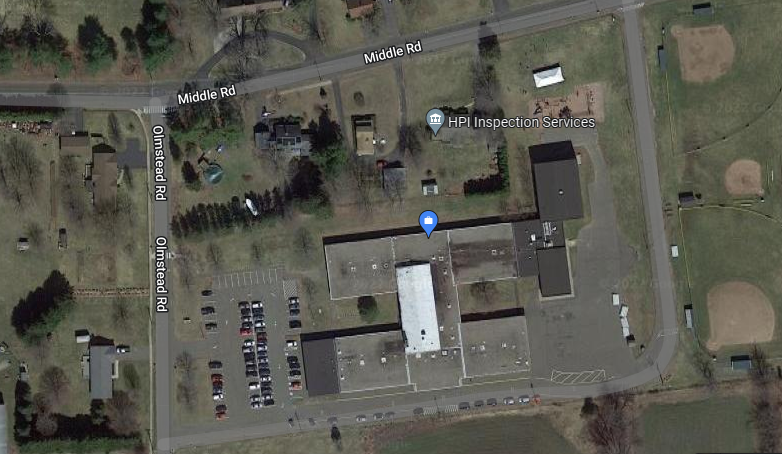 Middle Rd
Middle Rd
Olmstead Rd
HPI Inspection Services
Olmstead Rd